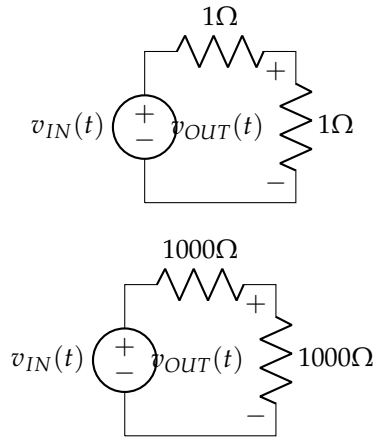 1Ω
+
v_IN(t) + − v_OUT(t) 1Ω
−
1000Ω
+
v_IN(t) + − v_OUT(t) 1000Ω
−